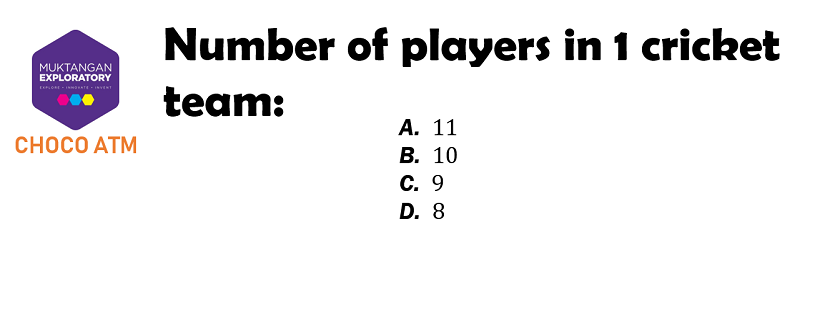 MUKTANGAN
EXPLORATORY
EXPLORE • INNOVATE • INVENT
CHOCO ATM
Number of players in 1 cricket
team:
A. 11
B. 10
C. 9
D. 8